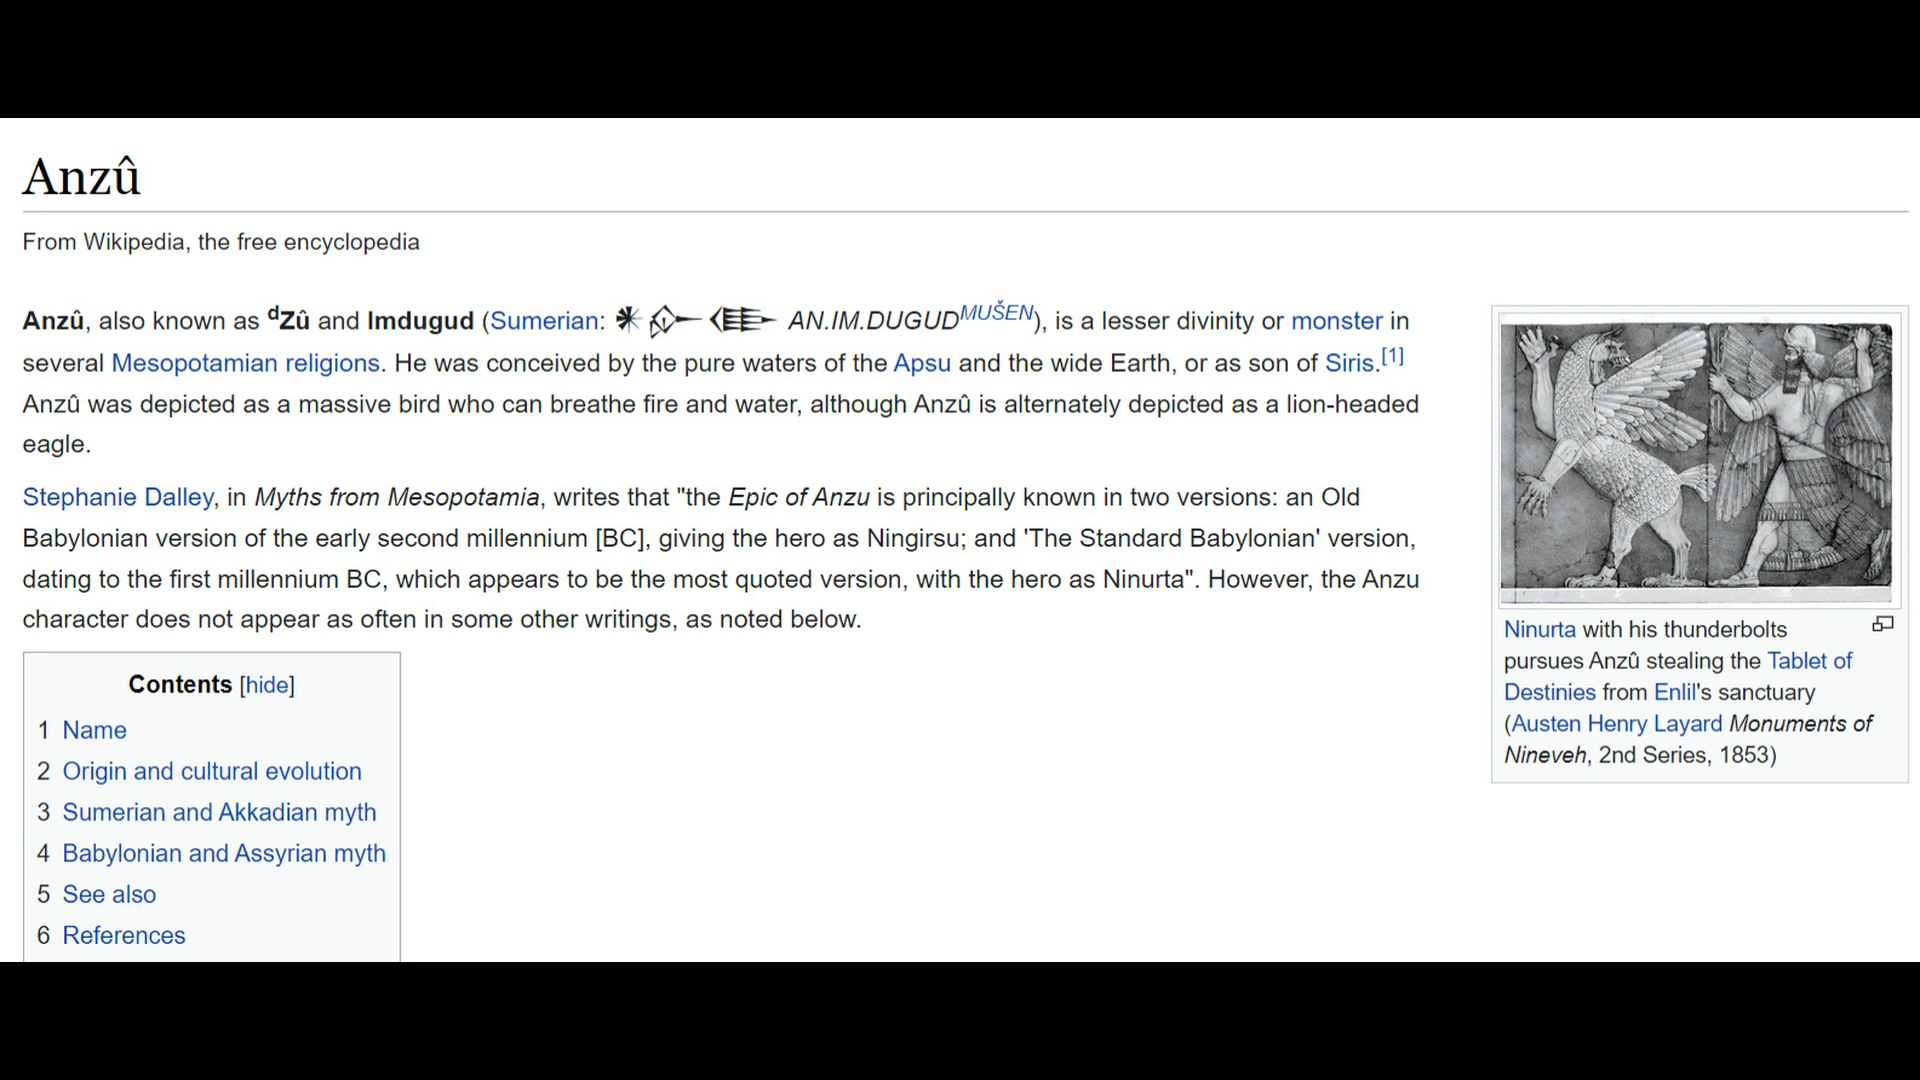 Anzû
From Wikipedia, the free encyclopedia
Anzû, also known as dZû and Imdugud (Sumerian: 𒀭𒅎𒂂 AN.IM.DUGUDMUŠEN), is a lesser divinity or monster in
several Mesopotamian religions. He was conceived by the pure waters of the Apsu and the wide Earth, or as son of Siris.[1]
Anzû was depicted as a massive bird who can breathe fire and water, although Anzû is alternately depicted as a lion-headed
eagle.
Stephanie Dalley, in Myths from Mesopotamia, writes that "the Epic of Anzu is principally known in two versions: an Old
Babylonian version of the early second millennium [BC], giving the hero as Ningirsu; and 'The Standard Babylonian' version,
dating to the first millennium BC, which appears to be the most quoted version, with the hero as Ninurta". However, the Anzu
character does not appear as often in some other writings, as noted below.
Contents [hide]
1 Name
2 Origin and cultural evolution
3 Sumerian and Akkadian myth
4 Babylonian and Assyrian myth
5 See also
6 References
Ninurta with his thunderbolts
pursues Anzû stealing the Tablet of
Destinies from Enlil's sanctuary
(Austen Henry Layard Monuments of
Nineveh, 2nd Series, 1853)